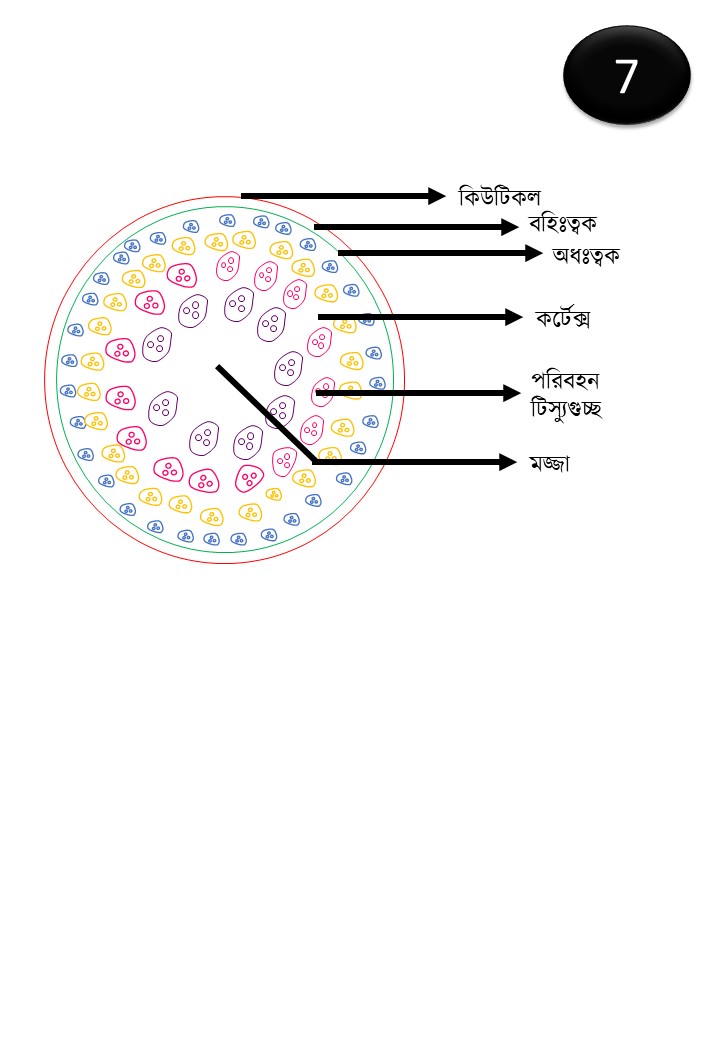 7
কিউটিকল
বহিঃত্বক
অধঃত্বক
কর্টেক্স
পরিবহন
টিস্যুগুচ্ছ
মজ্জা